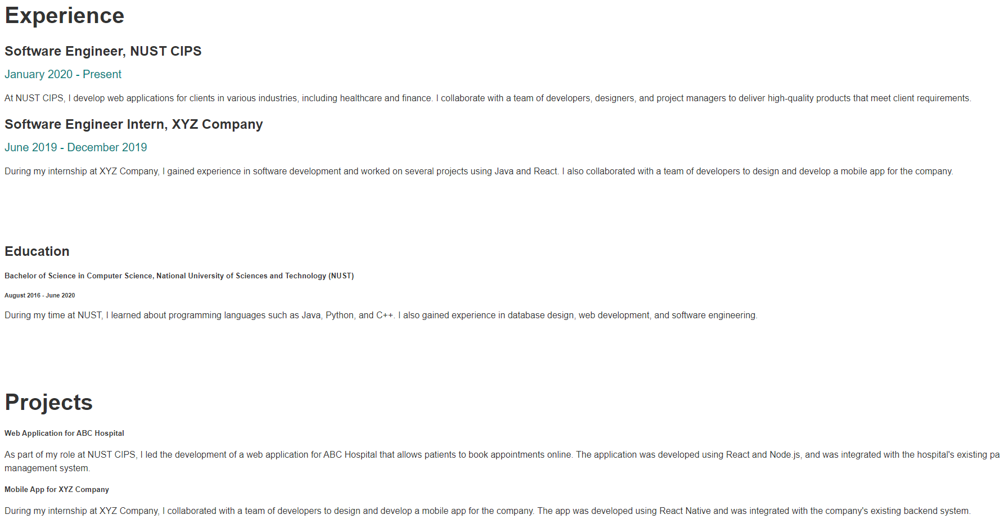 Experience
Software Engineer, NUST CIPS
January 2020 - Present
At NUST CIPS, I develop web applications for clients in various industries, including healthcare and finance. I collaborate with a team of developers, designers, and project managers to deliver high-quality products that meet client requirements.
Software Engineer Intern, XYZ Company
June 2019 - December 2019
During my internship at XYZ Company, I gained experience in software development and worked on several projects using Java and React. I also collaborated with a team of developers to design and develop a mobile app for the company.
Education
Bachelor of Science in Computer Science, National University of Sciences and Technology (NUST)
August 2016 - June 2020
During my time at NUST, I learned about programming languages such as Java, Python, and C++. I also gained experience in database design, web development, and software engineering.
Projects
Web Application for ABC Hospital
As part of my role at NUST CIPS, I led the development of a web application for ABC Hospital that allows patients to book appointments online. The application was developed using React and Node.js, and was integrated with the hospital's existing pa
management system.
Mobile App for XYZ Company
During my internship at XYZ Company, I collaborated with a team of developers to design and develop a mobile app for the company. The app was developed using React Native and was integrated with the company's existing backend system.